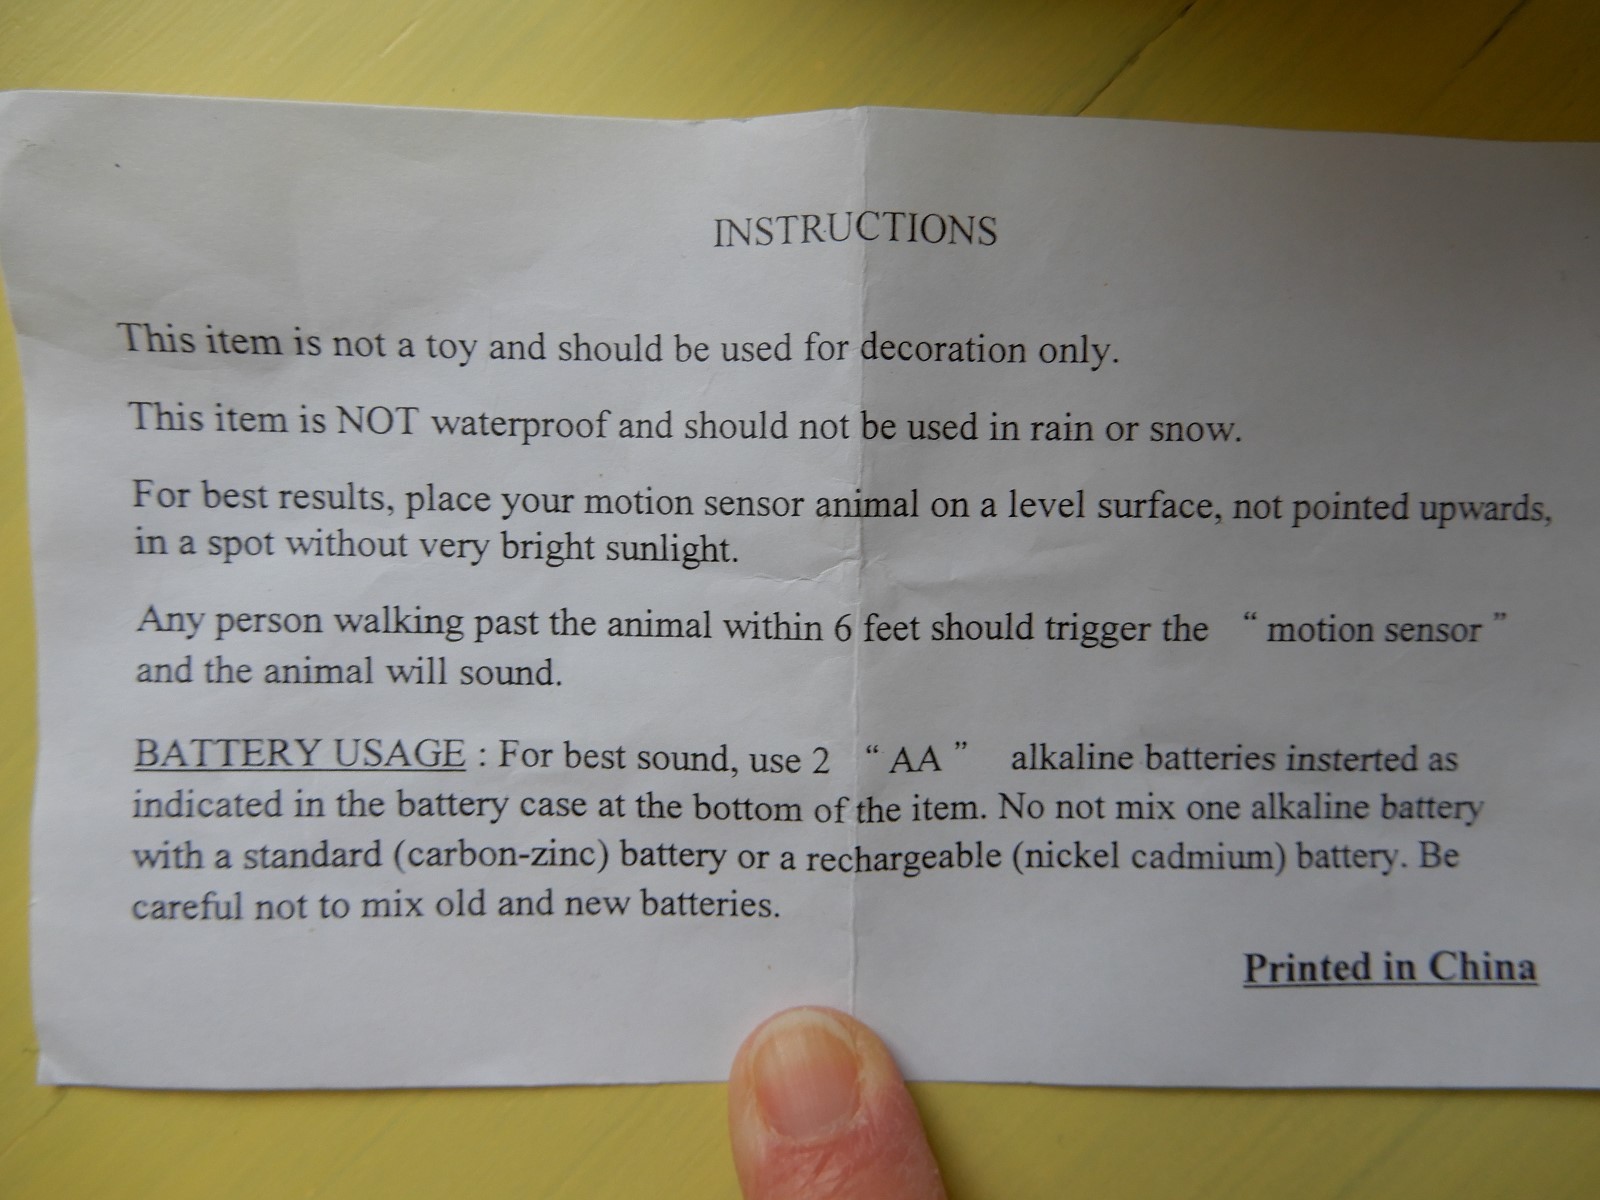 INSTRUCTIONS
This item is not a toy and should be used for decoration only.
This item is NOT waterproof and should not be used in rain or snow.
For best results, place your motion sensor animal on a level surface, not pointed upwards,
in a spot without very bright sunlight.
Any person walking past the animal within 6 feet should trigger the “ motion sensor ”
and the animal will sound.
BATTERY USAGE : For best sound, use 2 “ AA ” alkaline batteries insterted as
indicated in the battery case at the bottom of the item. No not mix one alkaline battery
with a standard (carbon-zinc) battery or a rechargeable (nickel cadmium) battery. Be
careful not to mix old and new batteries.
Printed in China